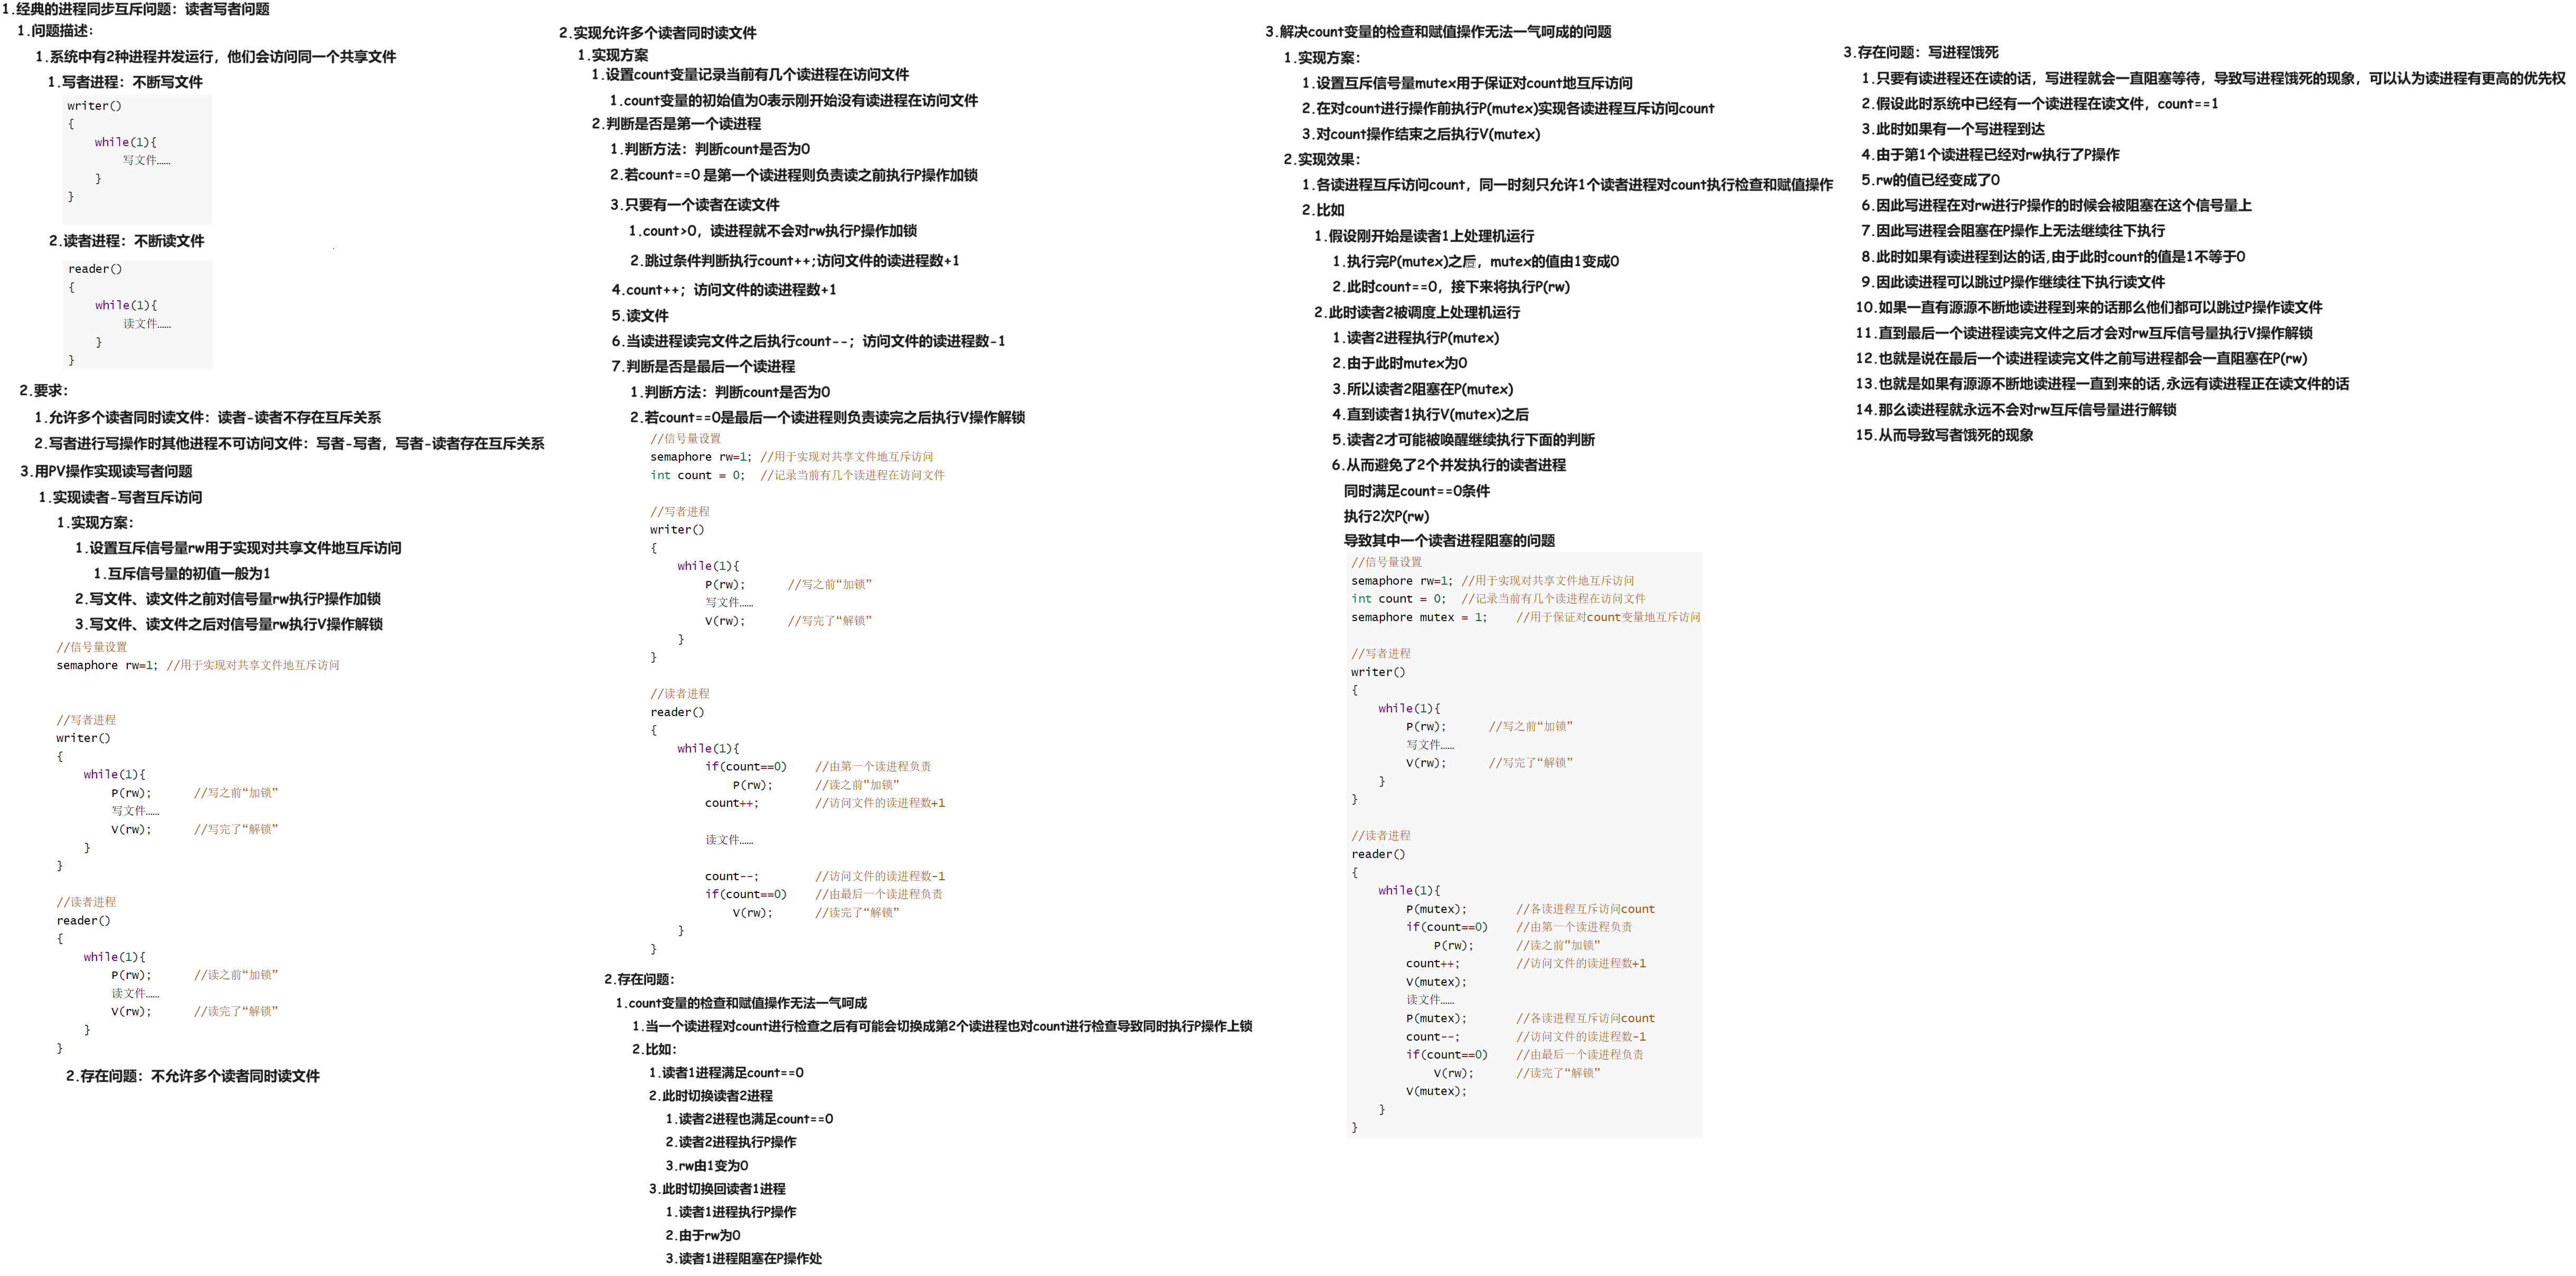 1.经典的进程同步互斥问题：读者写者问题
1.问题描述：
1.系统中有2种进程并发运行，他们会访问同一个共享文件
1.写者进程：不断写文件
writer()
{
while(1){
写文件……
}
}
2.读者进程：不断读文件
reader()
{
while(1){
读文件……
}
}
2.要求：
1.允许多个读者同时读文件：读者-读者不存在互斥关系
2.写者进行写操作时其他进程不可访问文件：写者-写者，写者-读者存在互斥关系
3.用PV操作实现读写者问题
1.实现读者-写者互斥访问
1.实现方案：
1.设置互斥信号量rw用于实现对共享文件地互斥访问
1.互斥信号量的初值一般为1
2.写文件、读文件之前对信号量rw执行P操作加锁
3.写文件、读文件之后对信号量rw执行V操作解锁
//信号量设置
semaphore rw=1; //用于实现对共享文件地互斥访问
//写者进程
writer()
{
while(1){
P(rw); //写之前“加锁”
写文件……
V(rw); //写完了“解锁”
}
}
//读者进程
reader()
{
while(1){
P(rw); //读之前“加锁”
读文件……
V(rw); //读完了“解锁”
}
}
2.存在问题：不允许多个读者同时读文件
2.实现允许多个读者同时读文件
1.实现方案
1.设置count变量记录当前有几个读进程在访问文件
1.count变量的初始值为0表示刚开始没有读进程在访问文件
2.判断是否是第一个读进程
1.判断方法：判断count是否为0
2.若count==0 是第一个读进程则负责读之前执行P操作加锁
3.只要有一个读者在读文件
1.count>0，读进程就不会对rw执行P操作加锁
2.跳过条件判断执行count++;访问文件的读进程数+1
4.count++；访问文件的读进程数+1
5.读文件
6.当读进程读完文件之后执行count--；访问文件的读进程数-1
7.判断是否是最后一个读进程
1.判断方法：判断count是否为0
2.若count==0是最后一个读进程则负责读完之后执行V操作解锁
//信号量设置
semaphore rw=1; //用于实现对共享文件地互斥访问
int count = 0; //记录当前有几个读进程在访问文件
//写者进程
writer()
{
while(1){
P(rw); //写之前“加锁”
写文件……
V(rw); //写完了“解锁”
}
}
//读者进程
reader()
{
while(1){
if(count==0) //由第一个读进程负责
P(rw); //读之前"加锁"
count++; //访问文件的读进程数+1
读文件……
count--; //访问文件的读进程数-1
if(count==0) //由最后一个读进程负责
V(rw); //读完了“解锁”
}
}
2.存在问题：
1.count变量的检查和赋值操作无法一气呵成
1.当一个读进程对count进行检查之后有可能会切换成第2个读进程也对count进行检查导致同时执行P操作上锁
2.比如：
1.读者1进程满足count==0
2.此时切换读者2进程
1.读者2进程也满足count==0
2.读者2进程执行P操作
3.rw由1变为0
3.此时切换回读者1进程
1.读者1进程执行P操作
2.由于rw为0
3.读者1进程阻塞在P操作处
3.解决count变量的检查和赋值操作无法一气呵成的问题
1.实现方案：
1.设置互斥信号量mutex用于保证对count地互斥访问
2.在对count进行操作前执行P(mutex)实现各读进程互斥访问count
3.对count操作结束之后执行V(mutex)
2.实现效果：
1.各读进程互斥访问count，同一时刻只允许1个读者进程对count执行检查和赋值操作
2.比如
1.假设刚开始是读者1上处理机运行
1.执行完P(mutex)之后，mutex的值由1变成0
2.此时count==0，接下来将执行P(rw)
2.此时读者2被调度上处理机运行
1.读者2进程执行P(mutex)
2.由于此时mutex为0
3.所以读者2阻塞在P(mutex)
4.直到读者1执行V(mutex)之后
5.读者2才可能被唤醒继续执行下面的判断
6.从而避免了2个并发执行的读者进程
同时满足count==0条件
执行2次P(rw)
导致其中一个读者进程阻塞的问题
//信号量设置
semaphore rw=1; //用于实现对共享文件地互斥访问
int count = 0; //记录当前有几个读进程在访问文件
semaphore mutex = 1; //用于保证对count变量地互斥访问
//写者进程
writer()
{
while(1){
P(rw); //写之前“加锁”
写文件……
V(rw); //写完了“解锁”
}
}
//读者进程
reader()
{
while(1){
P(mutex); //各读进程互斥访问count
if(count==0) //由第一个读进程负责
P(rw); //读之前"加锁"
count++; //访问文件的读进程数+1
V(mutex);
读文件……
P(mutex); //各读进程互斥访问count
count--; //访问文件的读进程数-1
if(count==0) //由最后一个读进程负责
V(rw); //读完了“解锁”
V(mutex);
}
}
3.存在问题：写进程饿死
1.只要有读进程还在读的话，写进程就会一直阻塞等待，导致写进程饿死的现象，可以认为读进程有更高的优先权
2.假设此时系统中已经有一个读进程在读文件，count==1
3.此时如果有一个写进程到达
4.由于第1个读进程已经对rw执行了P操作
5.rw的值已经变成了0
6.因此写进程在对rw进行P操作的时候会被阻塞在这个信号量上
7.因此写进程会阻塞在P操作上无法继续往下执行
8.此时如果有读进程到达的话,由于此时count的值是1不等于0
9.因此读进程可以跳过P操作继续往下执行读文件
10.如果一直有源源不断地读进程到来的话那么他们都可以跳过P操作读文件
11.直到最后一个读进程读完文件之后才会对rw互斥信号量执行V操作解锁
12.也就是说在最后一个读进程读完文件之前写进程都会一直阻塞在P(rw)
13.也就是如果有源源不断地读进程一直到来的话,永远有读进程正在读文件的话
14.那么读进程就永远不会对rw互斥信号量进行解锁
15.从而导致写者饿死的现象